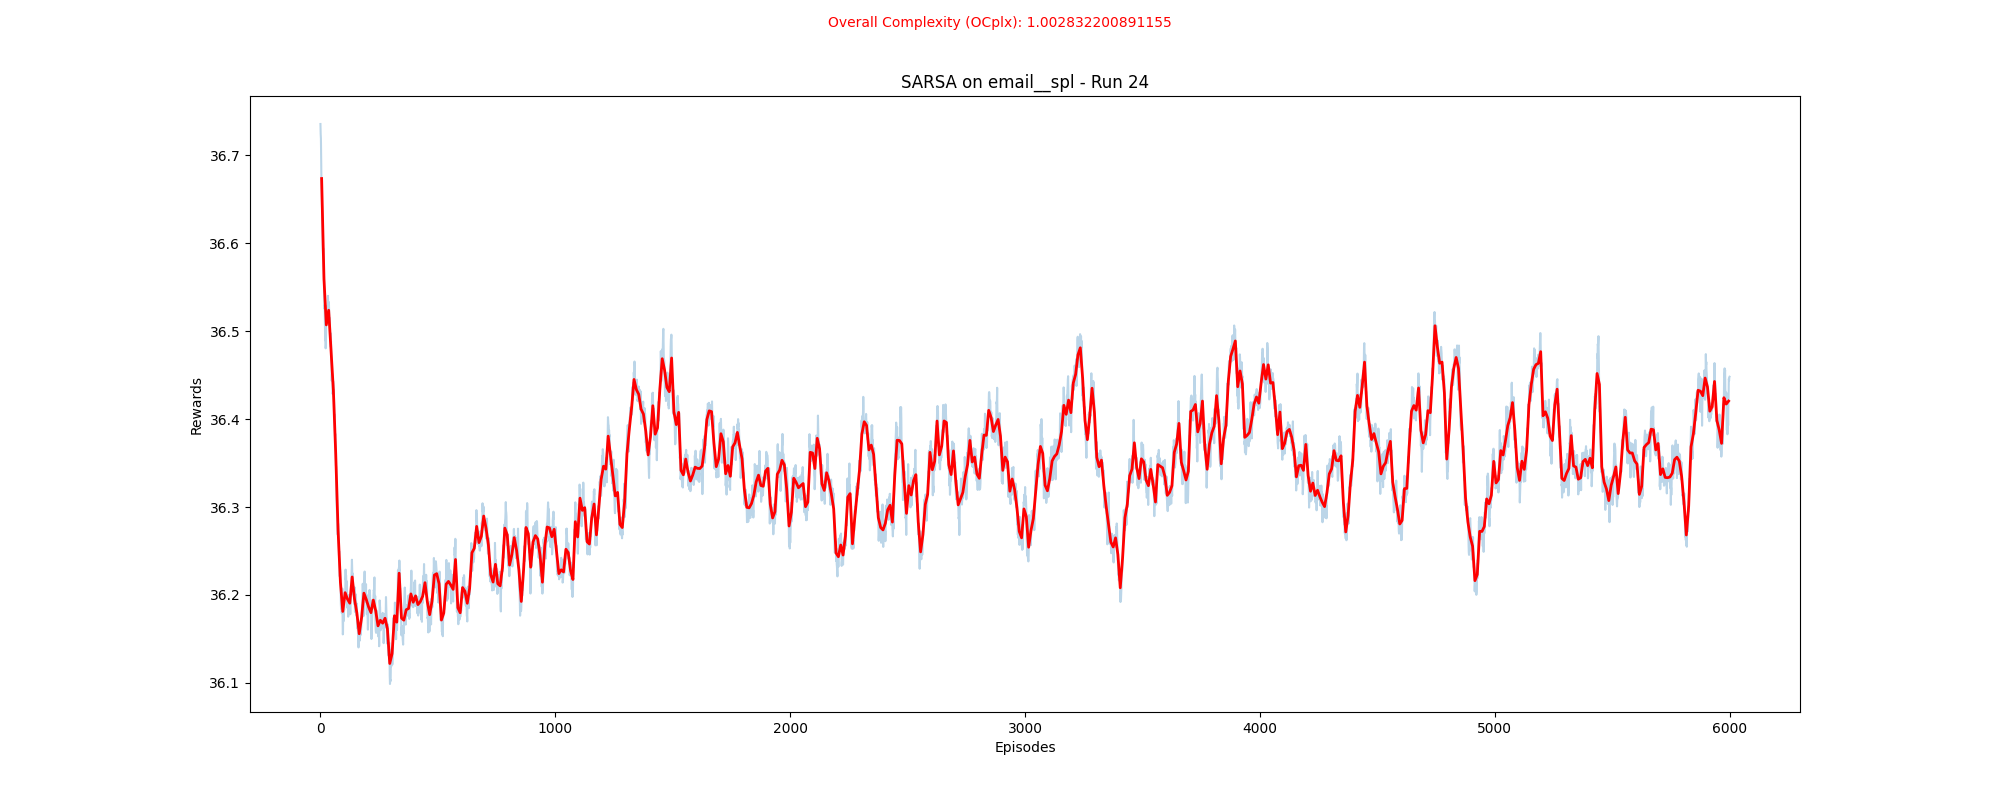 Overall Complexity (OCplx): 1.002832200891155
SARSA on email__spl - Run 24
Rewards
36.7
36.6
36.5
36.4
36.3
36.2
36.1
0 1000 2000 3000 4000 5000 6000
Episodes